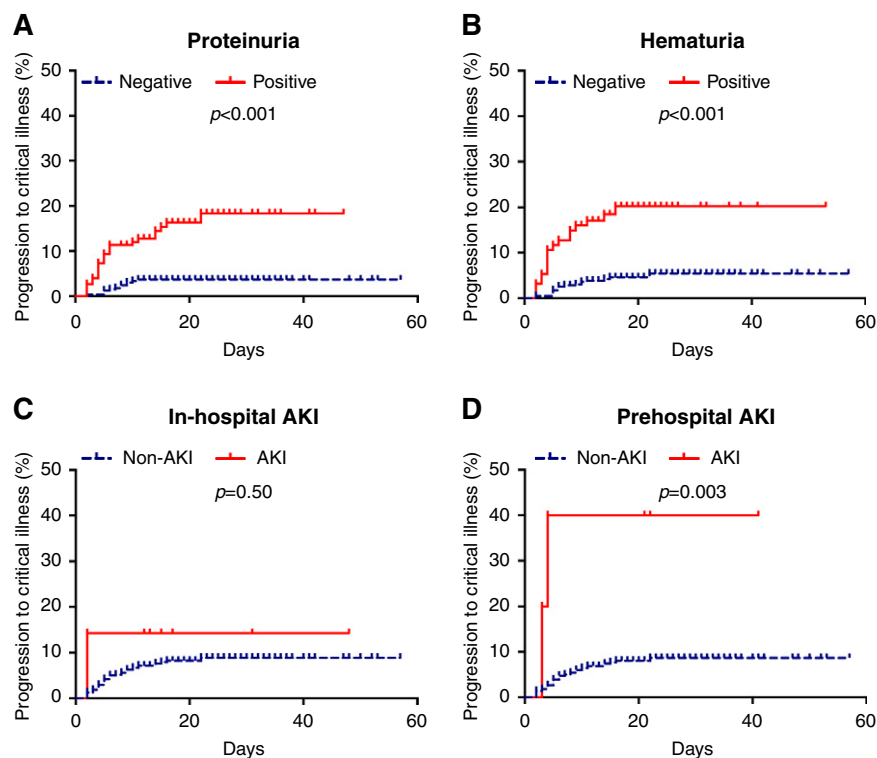 A
Proteinuria
Progression to critical illness (%)
50
40
30
20
10
0
Negative Positive
p<0.001
0 20 40 60
Days
B
Hematuria
Progression to critical illness (%)
50
40
30
20
10
0
Negative Positive
p<0.001
0 20 40 60
Days
C
In-hospital AKI
Progression to critical illness (%)
50
40
30
20
10
0
Non-AKI AKI
p=0.50
0 20 40 60
Days
D
Prehospital AKI
Progression to critical illness (%)
50
40
30
20
10
0
Non-AKI AKI
p=0.003
0 20 40 60
Days